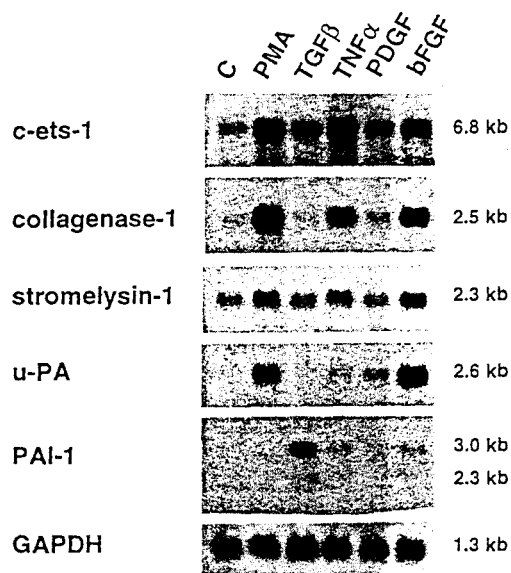 C PMA TGFβ TNFα PDGF bFGF
c-ets-1 6.8 kb
collagenase-1 2.5 kb
stromelysin-1 2.3 kb
u-PA 2.6 kb
PAI-1 3.0 kb
2.3 kb
GAPDH 1.3 kb